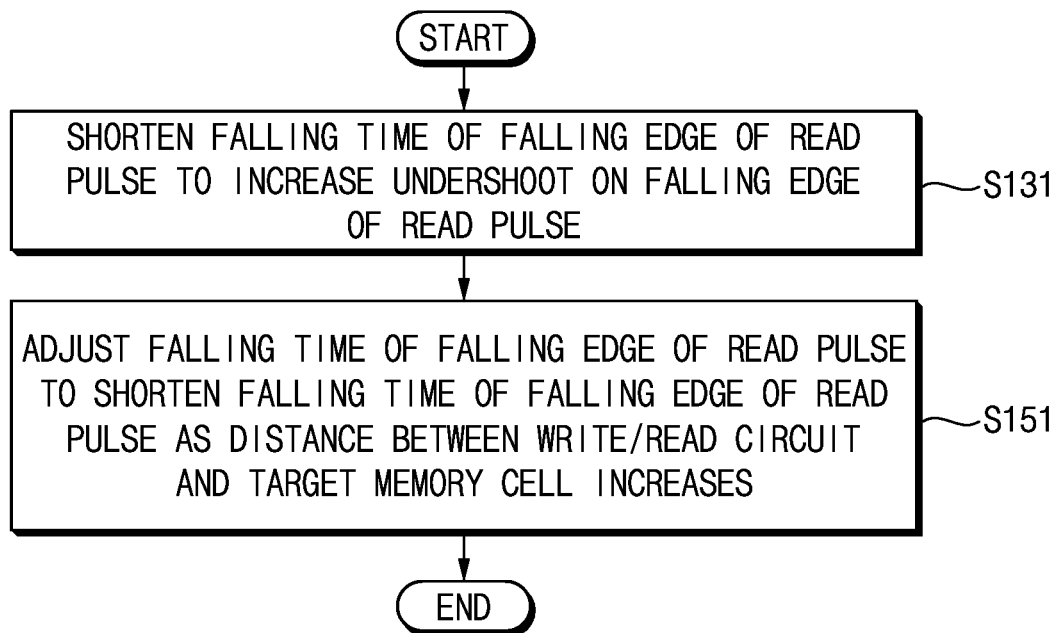 START
SHORTEN FALLING TIME OF FALLING EDGE OF READ
PULSE TO INCREASE UNDERSHOOT ON FALLING EDGE
OF READ PULSE
S131
ADJUST FALLING TIME OF FALLING EDGE OF READ PULSE
TO SHORTEN FALLING TIME OF FALLING EDGE OF READ
PULSE AS DISTANCE BETWEEN WRITE/READ CIRCUIT
AND TARGET MEMORY CELL INCREASES
S151
END